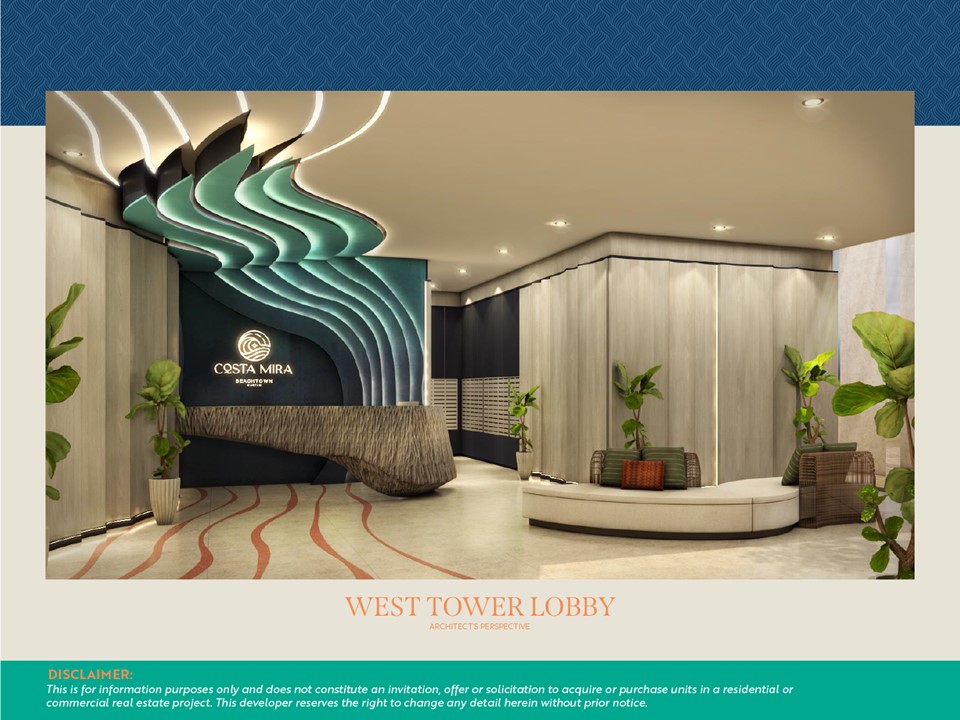 COSTA MIRA
BEACHTOWN
WEST TOWER LOBBY
ARCHITECT'S PERSPECTIVE
DISCLAIMER:
This is for information purposes only and does not constitute an invitation, offer or solicitation to acquire or purchase units in a residential or
commercial real estate project. This developer reserves the right to change any detail herein without prior notice.